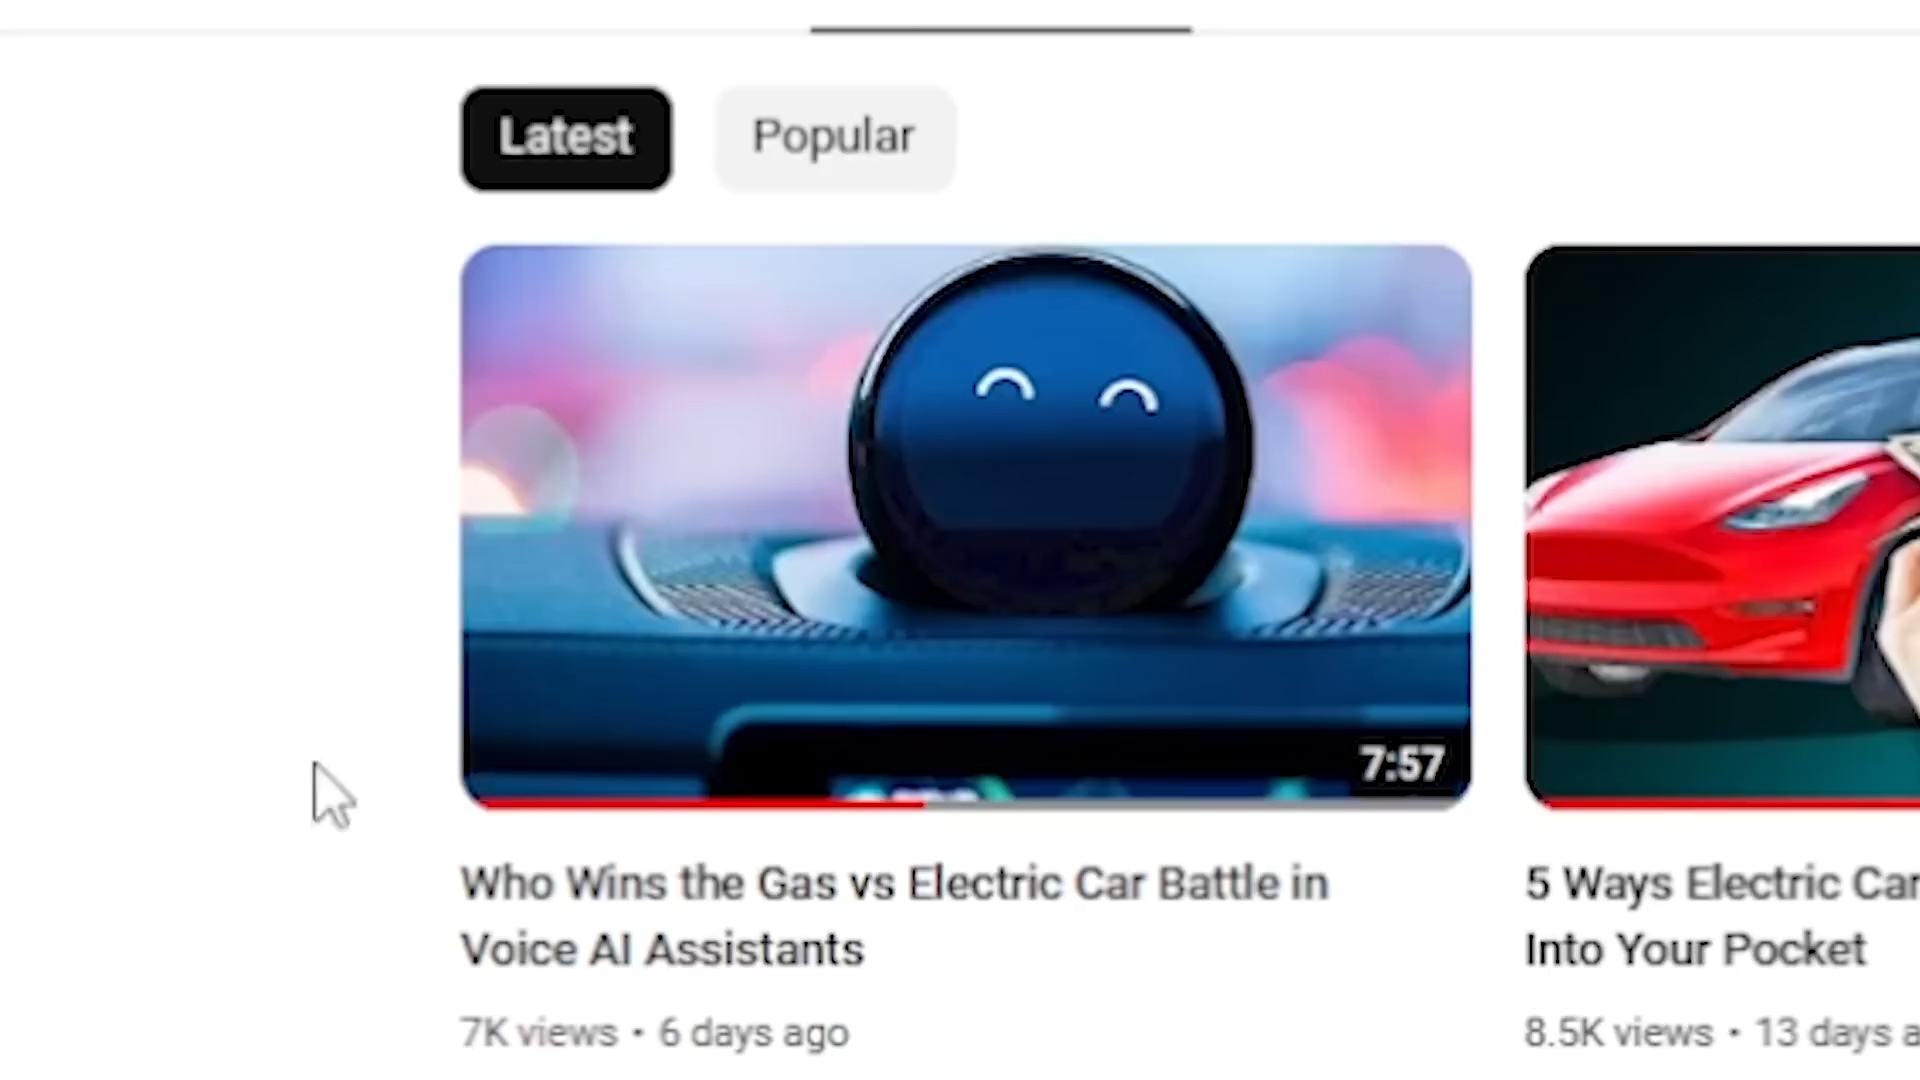 Latest
Popular
7:57
Who Wins the Gas vs Electric Car Battle in
Voice AI Assistants
7K views • 6 days ago
5 Ways Electric Car
Into Your Pocket
8.5K views • 13 days